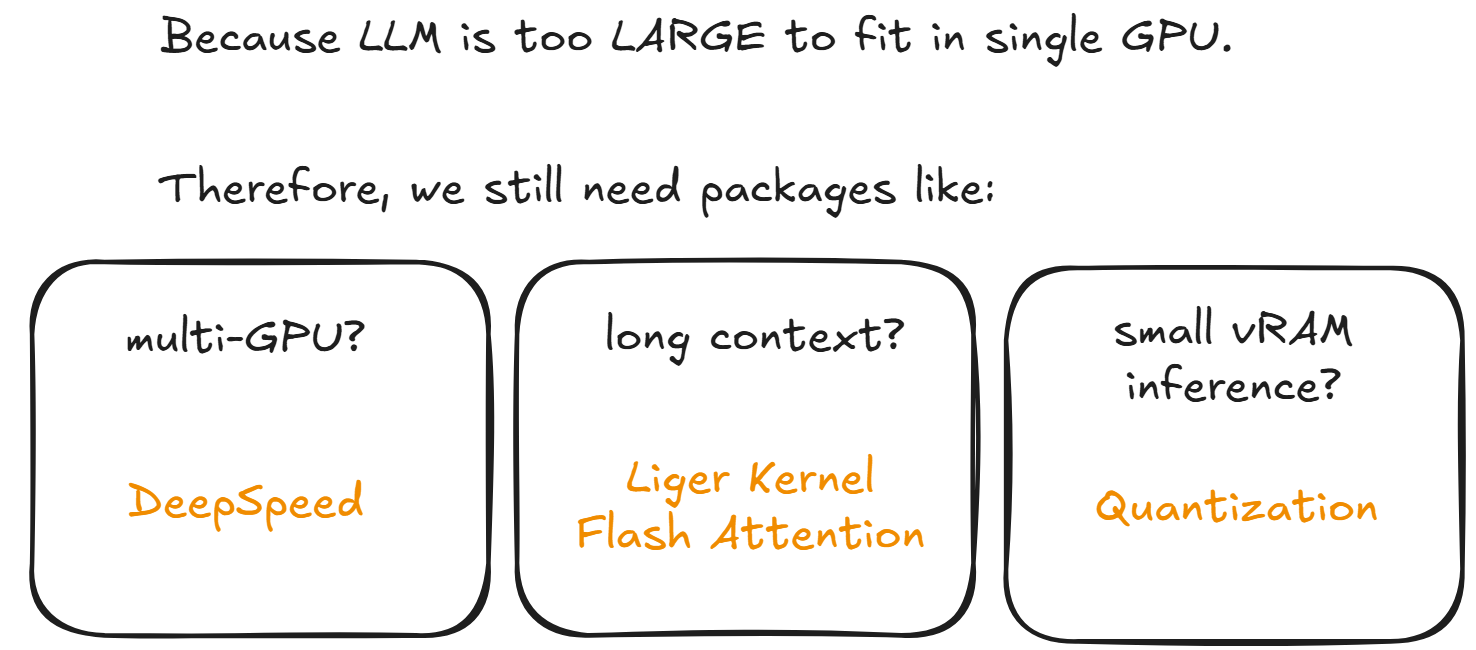 Because LLM is too LARGE to fit in single GPU.
Therefore, we still need packages like:
multi-GPU?
DeepSpeed
long context?
Liger Kernel
Flash Attention
small vRAM
inference?
Quantization